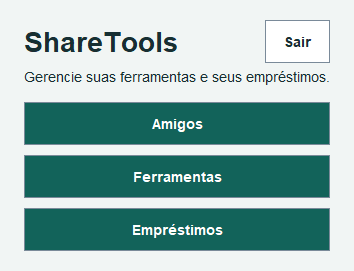 ShareTools
Sair
Gerencie suas ferramentas e seus empréstimos.
Amigos
Ferramentas
Empréstimos